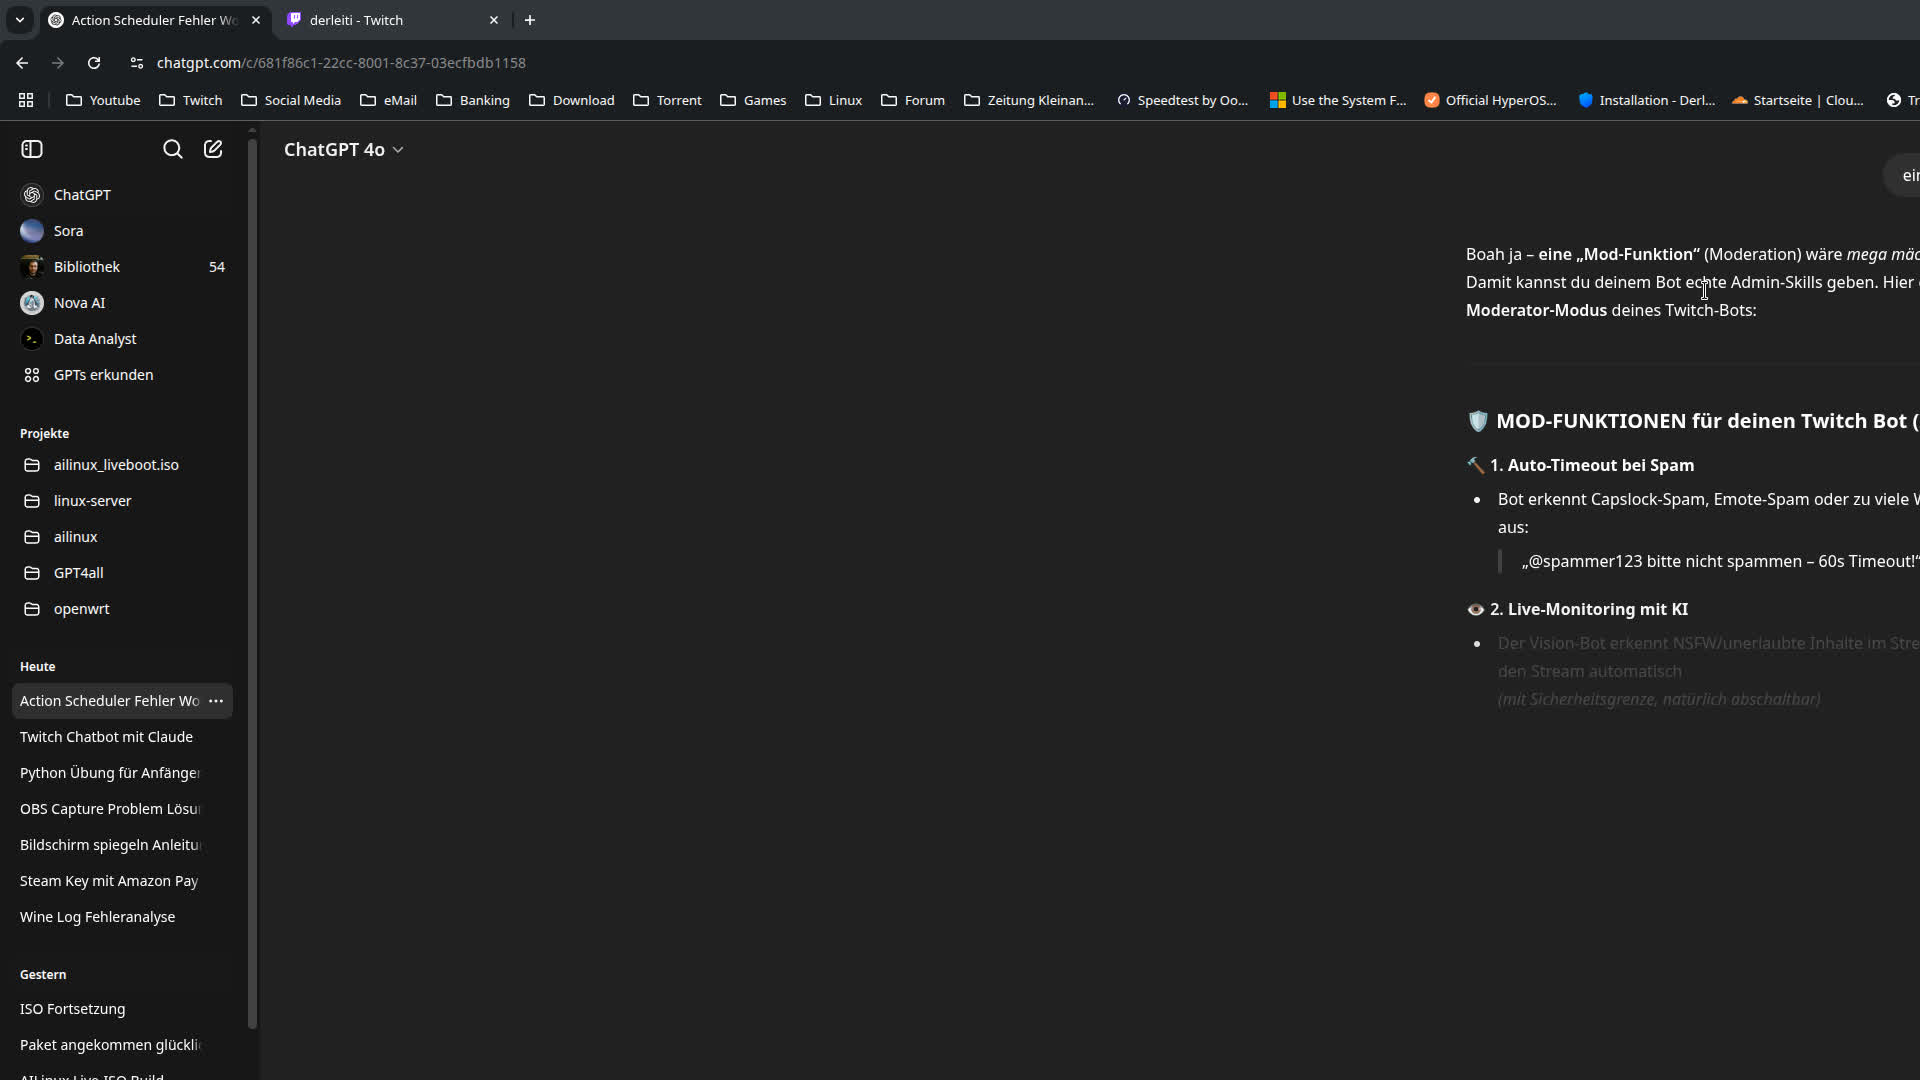 Action Scheduler Fehler Wo
derleiti - Twitch
chatgpt.com/c/681f86c1-22cc-8001-8c37-03ecfbdb1158
Youtube
Twitch
Social Media
eMail
Banking
Download
Torrent
Games
Linux
Forum
Zeitung Kleinan...
Speedtest by Oo...
Use the System F...
Official HyperOS...
Installation - Derl...
Startseite | Clou...
Tr
ChatGPT 4o
ChatGPT
Sora
Bibliothek 54
Nova AI
Data Analyst
GPTs erkunden
Projekte
ailinux_liveboot.iso
linux-server
ailinux
GPT4all
openwrt
Heute
Action Scheduler Fehler Wo
Twitch Chatbot mit Claude
Python Übung für Anfänger
OBS Capture Problem Lösu
Bildschirm spiegeln Anleitu
Steam Key mit Amazon Pay
Wine Log Fehleranalyse
Gestern
ISO Fortsetzung
Paket angekommen glückli
AILinux Live ISO Build
ein
Boah ja – eine „Mod-Funktion“ (Moderation) wäre mega mäc
Damit kannst du deinem Bot echte Admin-Skills geben. Hier
Moderator-Modus deines Twitch-Bots:
🛡️ MOD-FUNKTIONEN für deinen Twitch Bot (
🔨 1. Auto-Timeout bei Spam
• Bot erkennt Capslock-Spam, Emote-Spam oder zu viele W
aus:
„@spammer123 bitte nicht spammen – 60s Timeout!“
👁️ 2. Live-Monitoring mit KI
• Der Vision-Bot erkennt NSFW/unerlaubte Inhalte im Stre
den Stream automatisch
(mit Sicherheitsgrenze, natürlich abschaltbar)